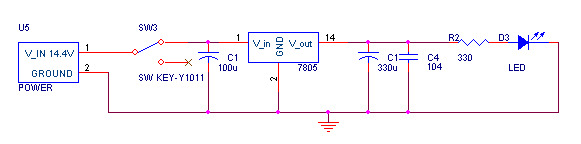 U5
V_IN 14.4V
GROUND
POWER
1
2
SW3
SW KEY-Y1011
C1
100u
1
V_in
GND
V_out
14
7805
2
C1
330u
C4
104
R2
330
D3
LED